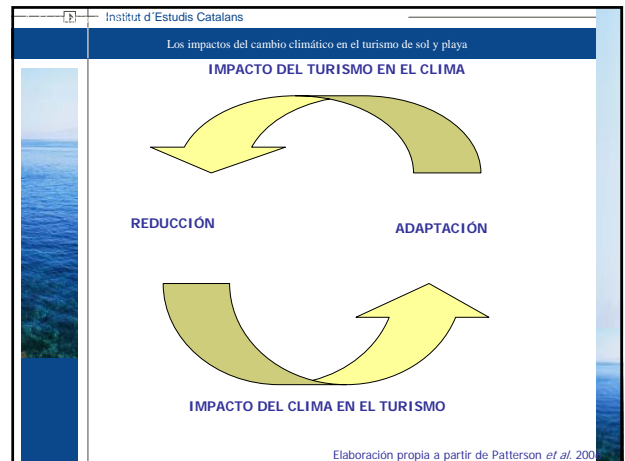 Institut d´Estudis Catalans
Los impactos del cambio climático en el turismo de sol y playa
IMPACTO DEL TURISMO EN EL CLIMA
REDUCCIÓN
ADAPTACIÓN
IMPACTO DEL CLIMA EN EL TURISMO
Elaboración propia a partir de Patterson et al.